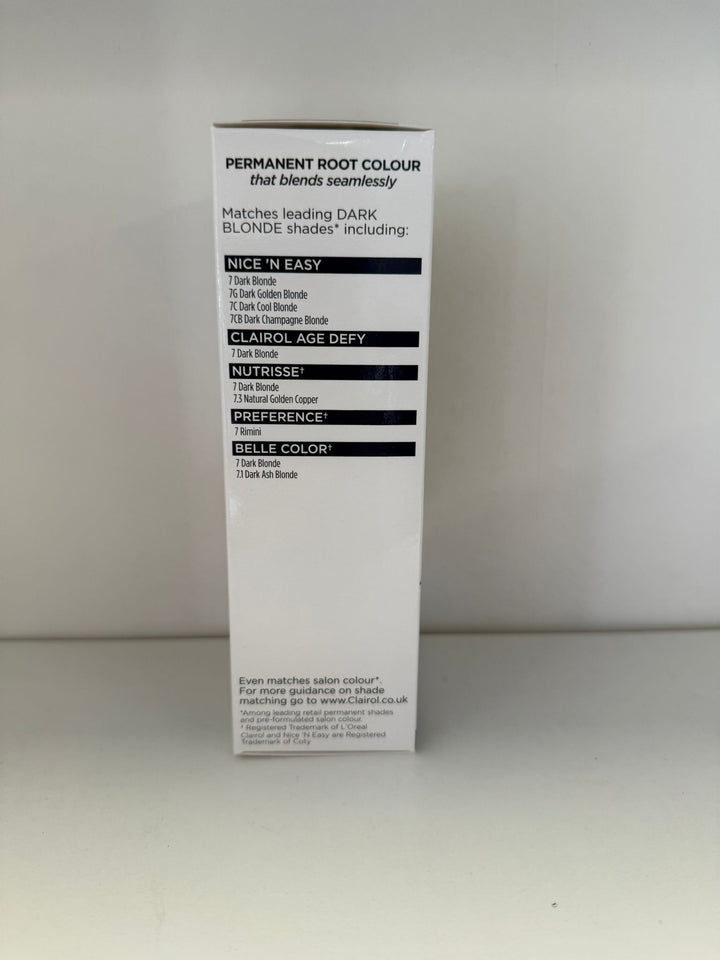 PERMANENT ROOT COLOUR
that blends seamlessly
Matches leading DARK
BLONDE shades* including:
NICE 'N EASY
7 Dark Blonde
7G Dark Golden Blonde
7C Dark Cool Blonde
7CB Dark Champagne Blonde
CLAIROL AGE DEFY
7 Dark Blonde
NUTRISSE†
7 Dark Blonde
7.3 Natural Golden Copper
PREFERENCE†
7 Rimini
BELLE COLOR†
7 Dark Blonde
7.1 Dark Ash Blonde
Even matches salon colour*.
For more guidance on shade
matching go to www.Clairol.co.uk
*Among leading retail permanent shades
and pre-formulated salon colour.
† Registered Trademark of L'Oreal
Clairol and Nice 'N Easy are Registered
Trademark of Coty